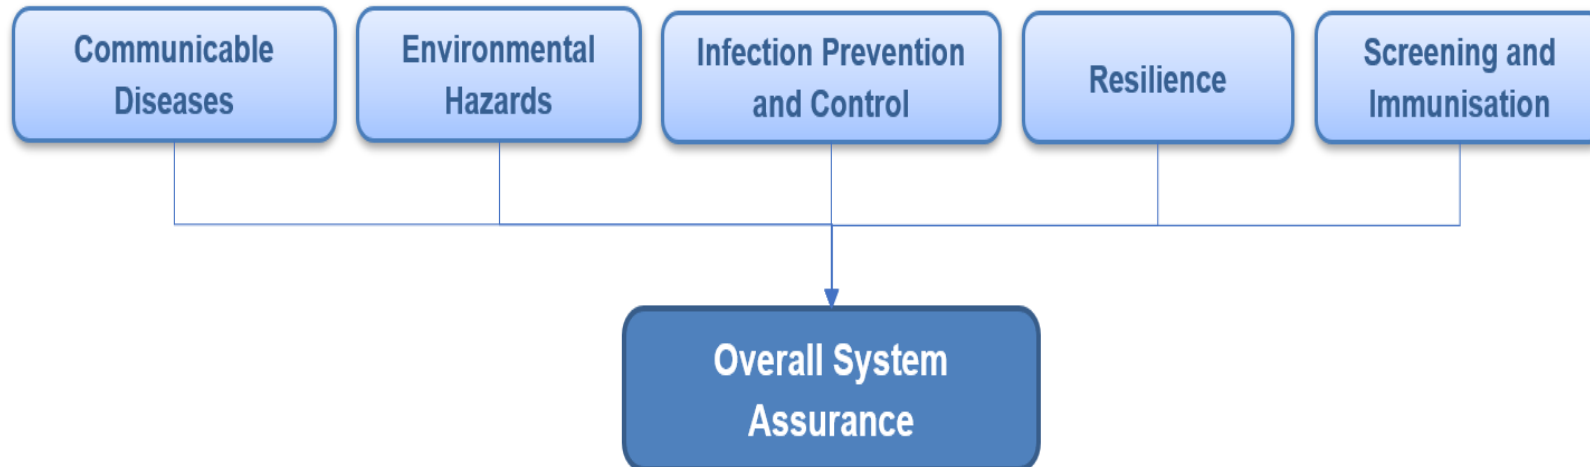 Communicable
Diseases
Environmental
Hazards
Infection Prevention
and Control
Resilience
Screening and
Immunisation
Overall System
Assurance